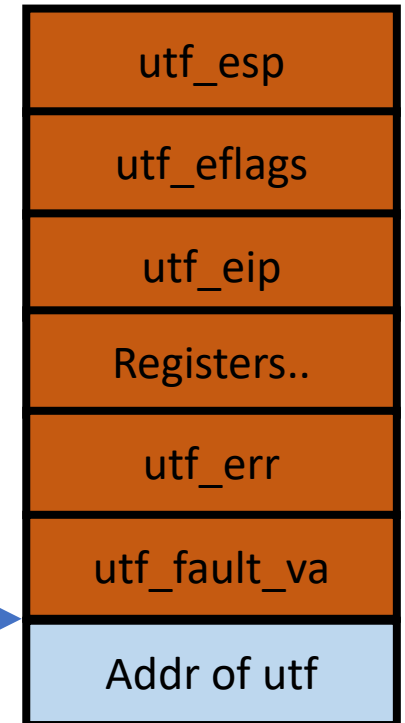 utf_esp
utf_eflags
utf_eip
Registers..
utf_err
utf_fault_va
Addr of utf